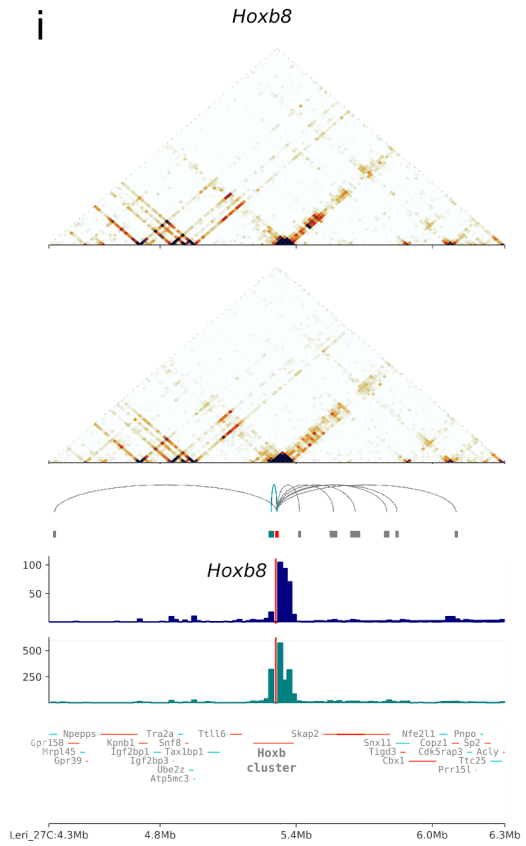 i
Hoxb8
Hoxb8
100
50
500
250
Npepps Tra2a Ttll6 Skap2 Nfe2l1 Pnpo
Gpr158 Kpnb1 Snf8 Hoxb cluster Snx11 Copz1 Sp2
Mrpl45 Igf2bp1 Tax1bp1 Tigd3 Cdk5rap3 Acly
Gpr39 Igf2bp3 Cbx1 Ttc25
Ube2z Prr15l
Atp5mc3
Leri_27C:4.3Mb 4.8Mb 5.4Mb 6.0Mb 6.3Mb